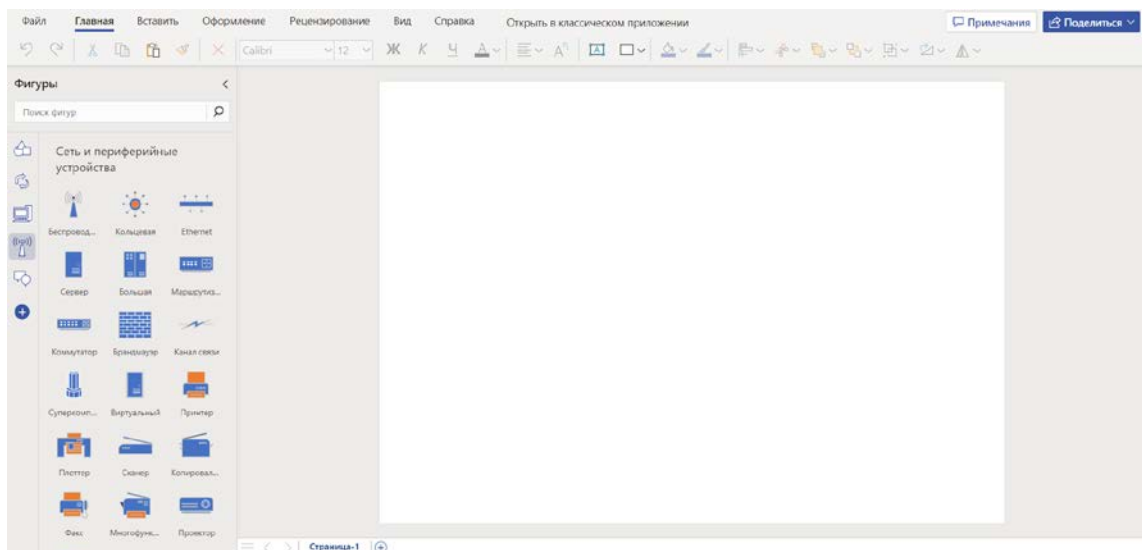 Файл Главная Вставить Оформление Рецензирование Вид Справка Открыть в классическом приложении Примечания Поделиться
Calibri 12 Ж К Ч А А
Фигуры
Поиск фигур
Сеть и периферийные
устройства
Беспровод... Кольцевая Ethernet
Сервер Большая Маршрутиз...
Коммутатор Брандмауэр Канал связи
Суперкомп... Виртуальный Принтер
Плоттер Сканер Копировал...
Факс Многофунк... Проектор
Страница-1